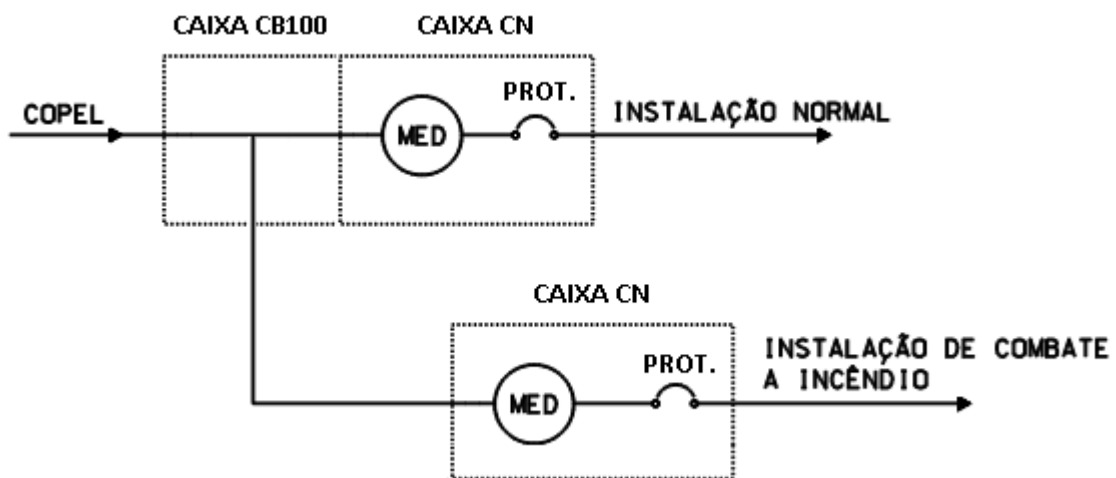 CAIXA CB100
CAIXA CN
COPEL
MED
PROT.
INSTALAÇÃO NORMAL
CAIXA CN
MED
PROT.
INSTALAÇÃO DE COMBATE
A INCÊNDIO